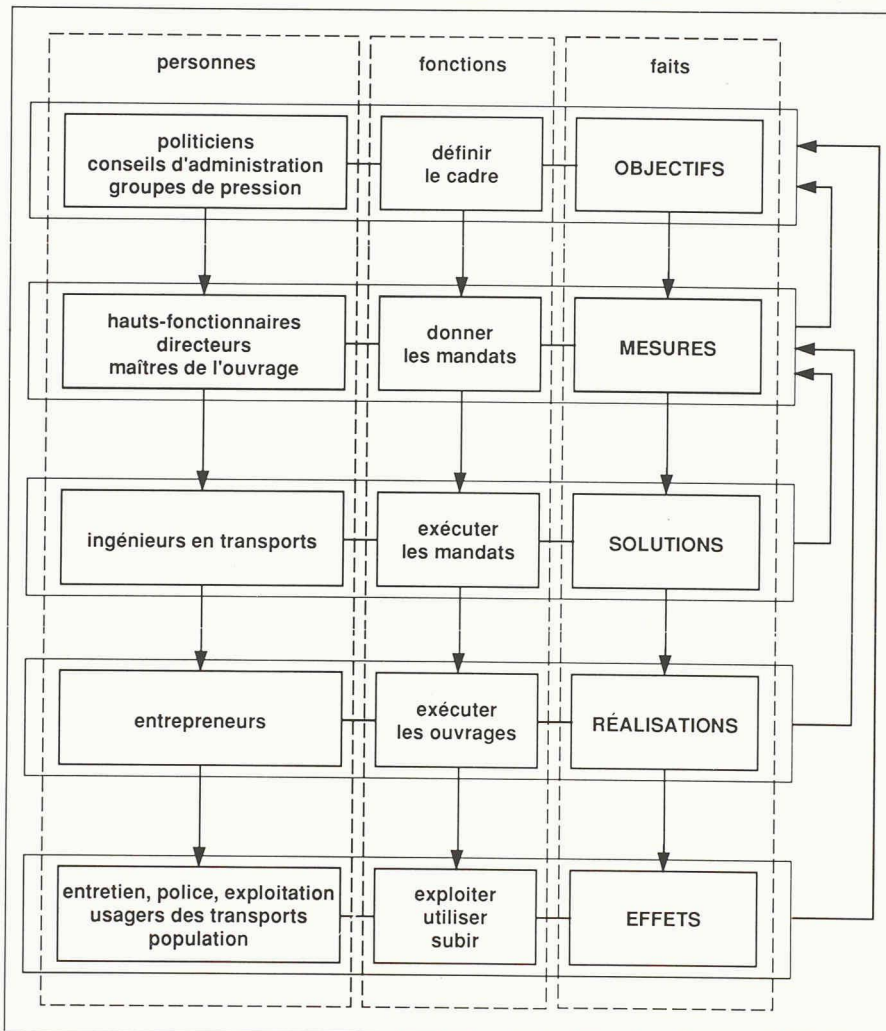 personnes
fonctions
faits
politiciens
conseils d'administration
groupes de pression
définir
le cadre
OBJECTIFS
hauts-fonctionnaires
directeurs
maîtres de l'ouvrage
donner
les mandats
MESURES
ingénieurs en transports
exécuter
les mandats
SOLUTIONS
entrepreneurs
exécuter
les ouvrages
RÉALISATIONS
entretien, police, exploitation
usagers des transports
population
exploiter
utiliser
subir
EFFETS